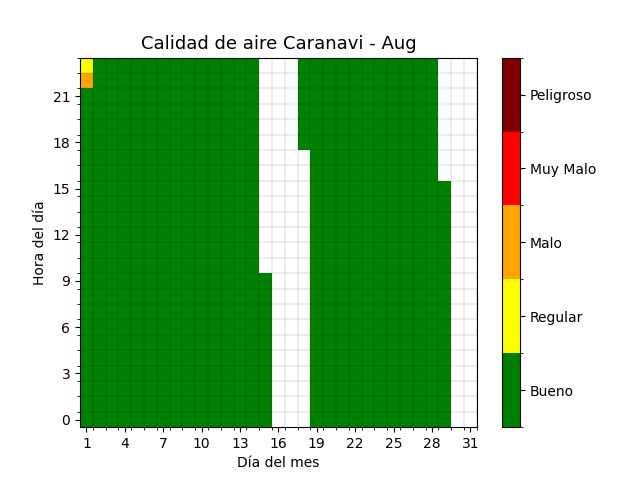 Calidad de aire Caranavi - Aug
Hora del día
21
18
15
12
9
6
3
0
1 4 7 10 13 16 19 22 25 28 31
Día del mes
Peligroso
Muy Malo
Malo
Regular
Bueno